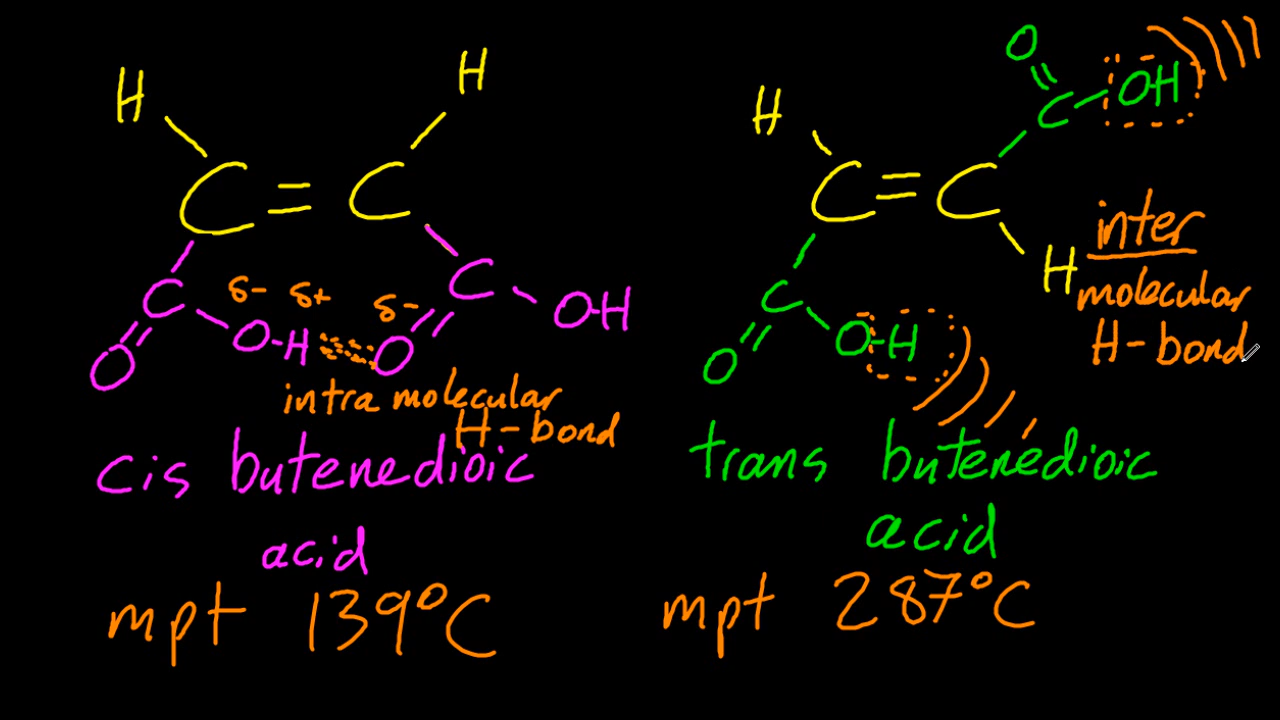 H H
C = C
C δ- δ+ δ- C OH
O O-H O
intra molecular
H-bond
cis butenedioic
acid
mpt 139°C
O
C OH
H
C = C
H
C
O O-H
inter
molecular
H-bond
trans butenedioic
acid
mpt 287°C